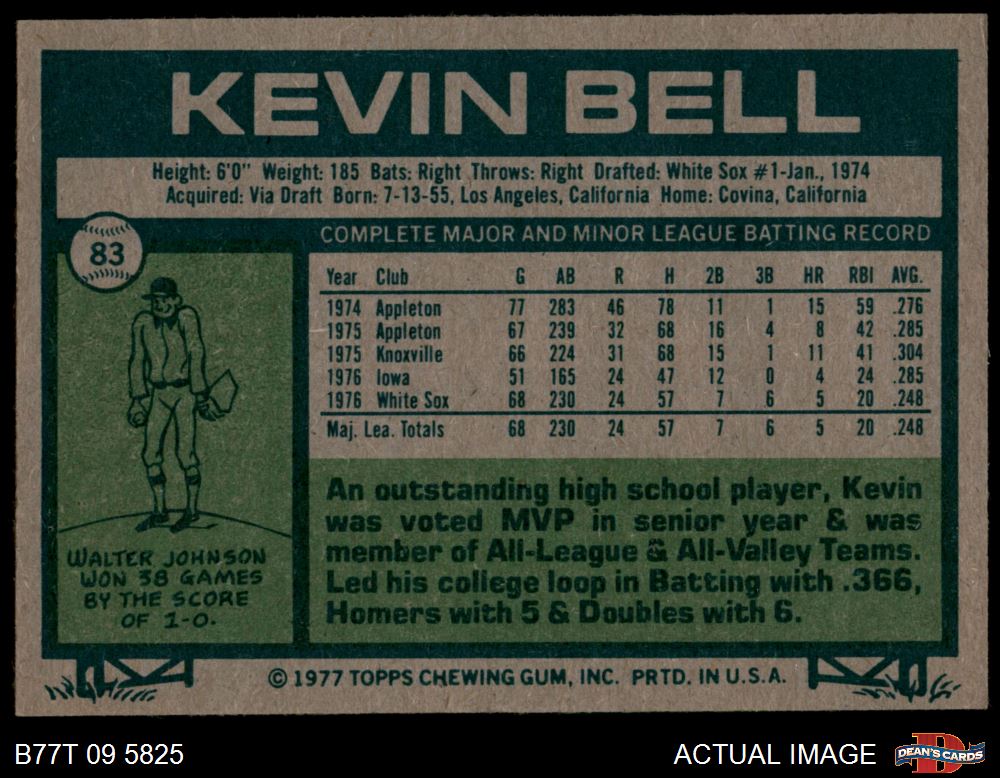 KEVIN BELL
Height: 6'0" Weight: 185 Bats: Right Throws: Right Drafted: White Sox #1-Jan., 1974
Acquired: Via Draft Born: 7-13-55, Los Angeles, California Home: Covina, California
83
COMPLETE MAJOR AND MINOR LEAGUE BATTING RECORD
Year Club G AB R H 2B 3B HR RBI AVG.
1974 Appleton 77 283 46 78 11 1 15 59 .276
1975 Appleton 67 239 32 68 16 4 8 42 .285
1975 Knoxville 66 224 31 68 15 1 11 41 .304
1976 Iowa 51 165 24 47 12 0 4 24 .285
1976 White Sox 68 230 24 57 7 6 5 20 .248
Maj. Lea. Totals 68 230 24 57 7 6 5 20 .248
An outstanding high school player, Kevin
was voted MVP in senior year & was
member of All-League & All-Valley Teams.
Led his college loop in Batting with .366,
Homers with 5 & Doubles with 6.
WALTER JOHNSON
WON 38 GAMES
BY THE SCORE
OF 1-0.
© 1977 TOPPS CHEWING GUM, INC. PRTD. IN U.S.A.
B77T 09 5825
ACTUAL IMAGE
DEAN'S CARDS